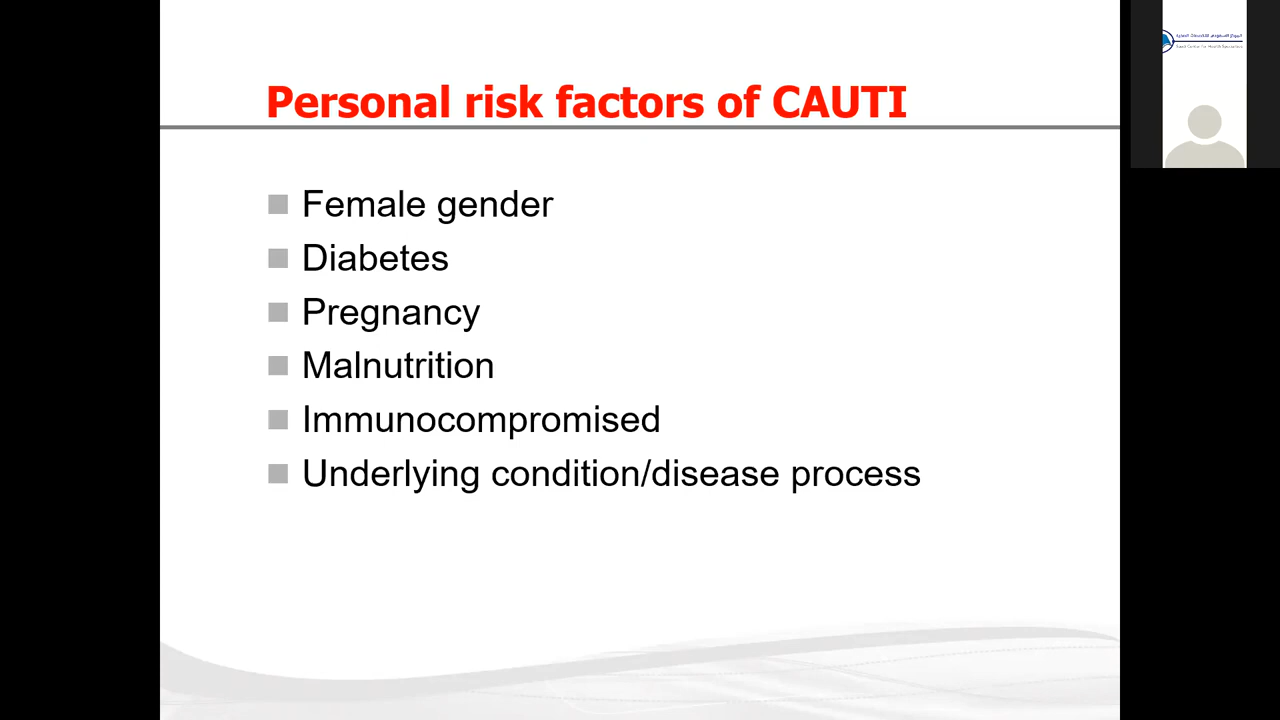 Personal risk factors of CAUTI
Female gender
Diabetes
Pregnancy
Malnutrition
Immunocompromised
Underlying condition/disease process